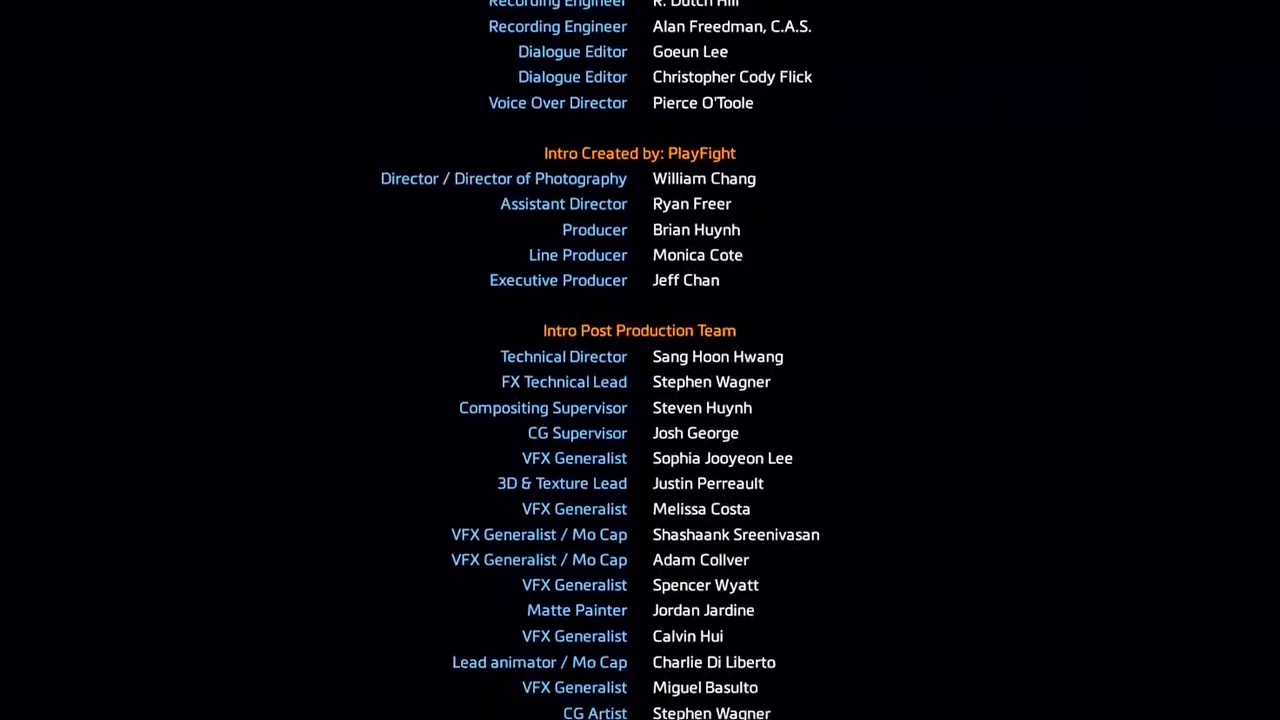 Recording Engineer R. Dutch Hill
Recording Engineer Alan Freedman, C.A.S.
Dialogue Editor Goeun Lee
Dialogue Editor Christopher Cody Flick
Voice Over Director Pierce O'Toole
Intro Created by: PlayFight
Director / Director of Photography William Chang
Assistant Director Ryan Freer
Producer Brian Huynh
Line Producer Monica Cote
Executive Producer Jeff Chan
Intro Post Production Team
Technical Director Sang Hoon Hwang
FX Technical Lead Stephen Wagner
Compositing Supervisor Steven Huynh
CG Supervisor Josh George
VFX Generalist Sophia Jooyeon Lee
3D & Texture Lead Justin Perreault
VFX Generalist Melissa Costa
VFX Generalist / Mo Cap Shashaank Sreenivasan
VFX Generalist / Mo Cap Adam Collver
VFX Generalist Spencer Wyatt
Matte Painter Jordan Jardine
VFX Generalist Calvin Hui
Lead animator / Mo Cap Charlie Di Liberto
VFX Generalist Miguel Basulto
CG Artist Stephen Wagner